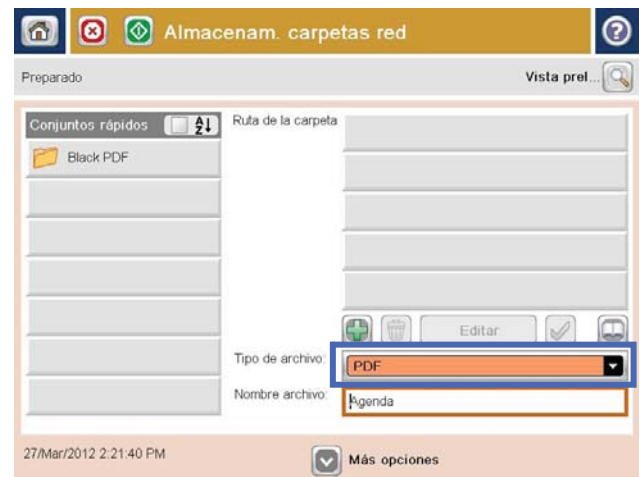 Almacenam. carpetas red
Preparado
Vista prel...
Conjuntos rápidos
Ruta de la carpeta
Black PDF
Editar
Tipo de archivo:
PDF
Nombre archivo:
Agenda
27/Mar/2012 2:21:40 PM
Más opciones